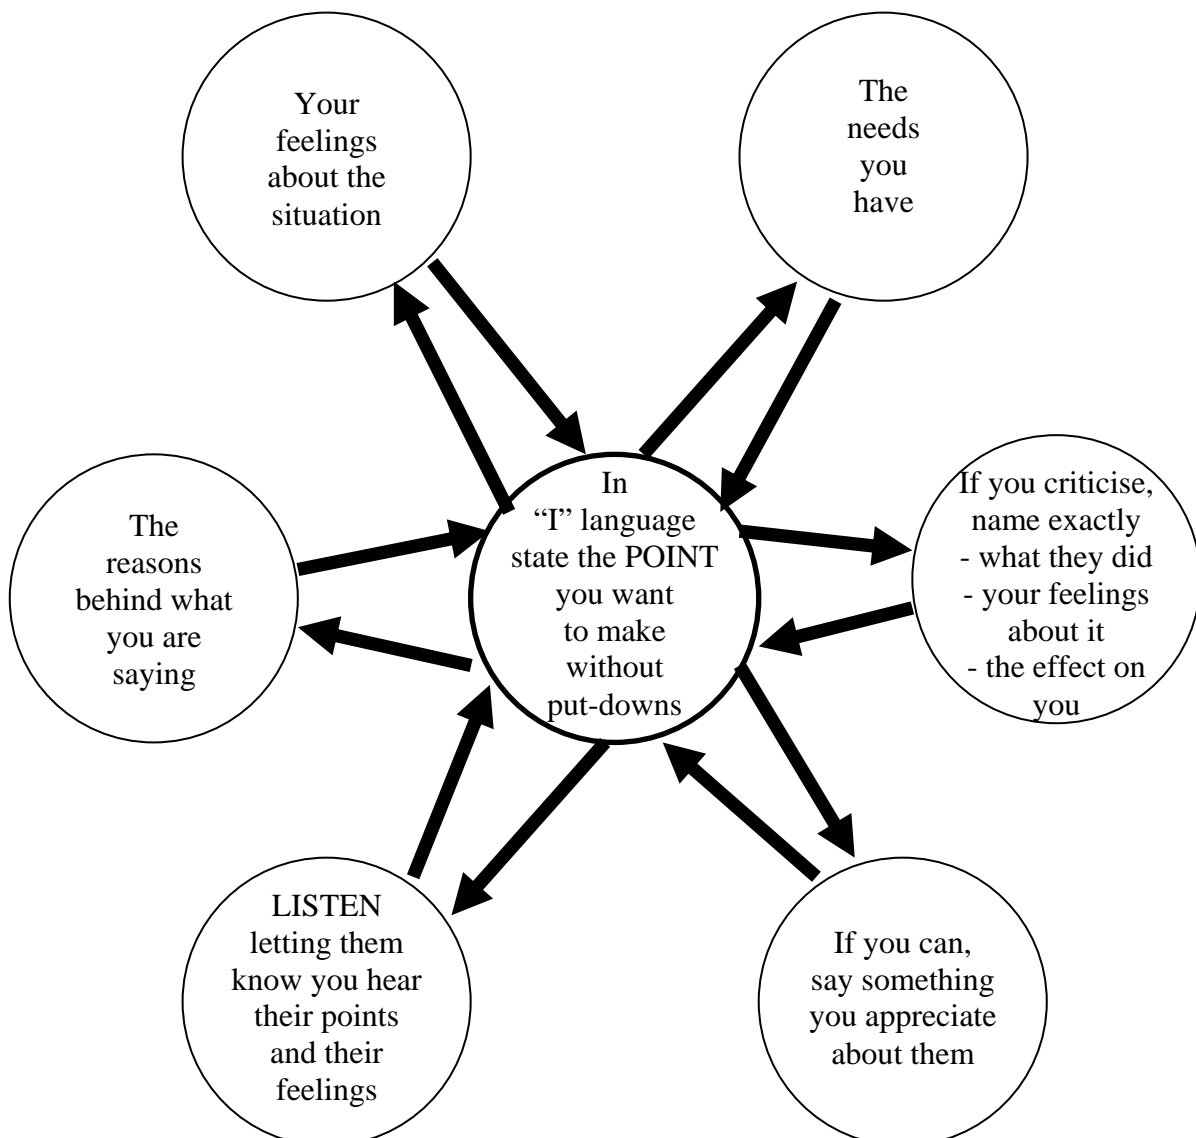 Your
feelings
about the
situation
The
needs
you
have
In
“I” language
state the POINT
you want
to make
without
put-downs
If you criticise,
name exactly
- what they did
- your feelings
about it
- the effect on
you
The
reasons
behind what
you are
saying
LISTEN
letting them
know you hear
their points
and their
feelings
If you can,
say something
you appreciate
about them